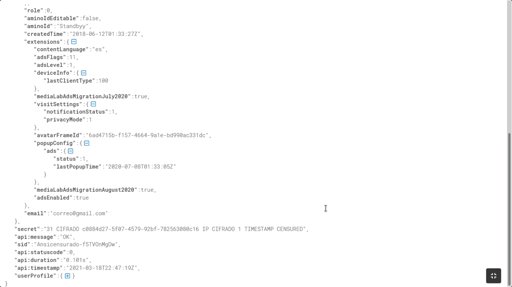 "role":0,
"aminoIdEditable":false,
"aminoId":"Standbyy"
"createdTime":"2018-06-12T01:33:27Z",
"extensions":{
"contentLanguage":"es",
"adsFlags":11,
"adsLevel":1,
"deviceInfo":{
"lastClientType":100
},
"mediaLabAdsMigrationJuly2020":true,
"visitSettings":{
"notificationStatus":1,
"privacyMode":1
},
"avatarFrameId":"6ad4715b-f157-4664-9a1e-bd990ac331dc",
"popupConfig":{
"ads":{
"status":1,
"lastPopupTime":"2020-07-08T01:33:05Z"
}
},
"mediaLabAdsMigrationAugust2020":true,
"adsEnabled":true
},
"email":"correo@gmail.com"
},
"secret":"31 CIFRADO c0884d27-5f07-4579-92bf-702563080c16 IP CIFRADO 1 TIMESTAMP CENSURED",
"api:message":"OK",
"sid":"Ansicensurado-f5TVOnMgDw",
"api:statuscode":0,
"api:duration":"0.101s",
"api:timestamp":"2021-03-18T22:47:19Z",
"userProfile":{ }
}